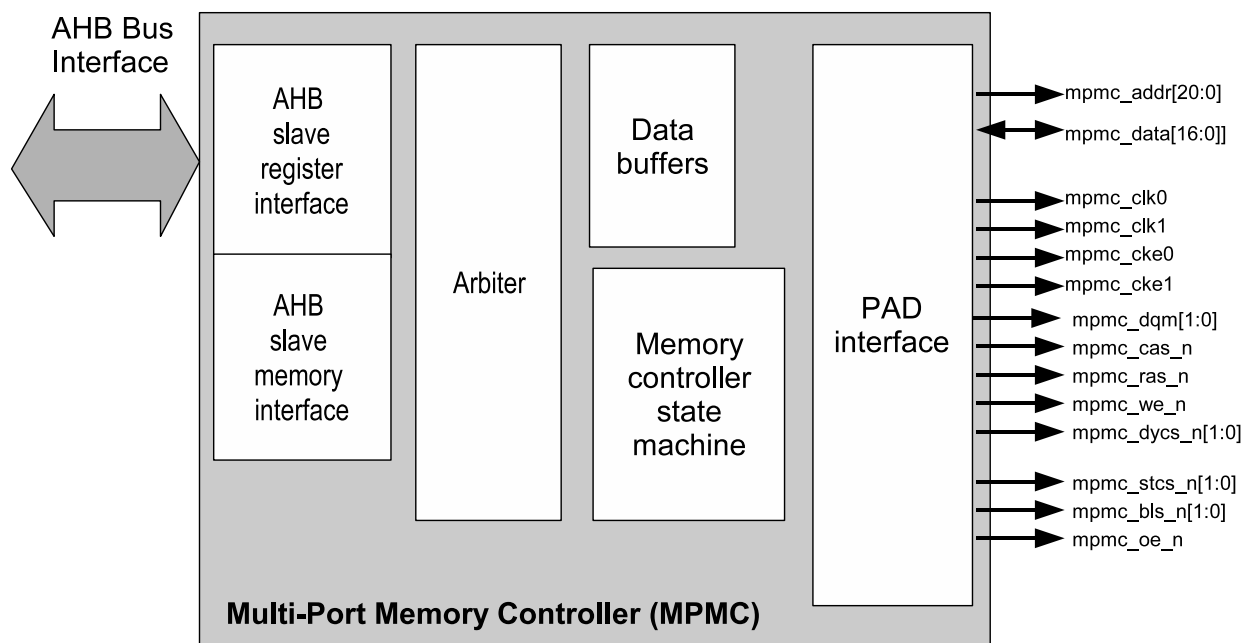 AHB Bus
Interface
AHB
slave
register
interface
AHB
slave
memory
interface
Arbiter
Data
buffers
Memory
controller
state
machine
PAD
interface
mpmc_addr[20:0]
mpmc_data[16:0]]
mpmc_clk0
mpmc_clk1
mpmc_cke0
mpmc_cke1
mpmc_dqm[1:0]
mpmc_cas_n
mpmc_ras_n
mpmc_we_n
mpmc_dycs_n[1:0]
mpmc_stcs_n[1:0]
mpmc_bls_n[1:0]
mpmc_oe_n
Multi-Port Memory Controller (MPMC)